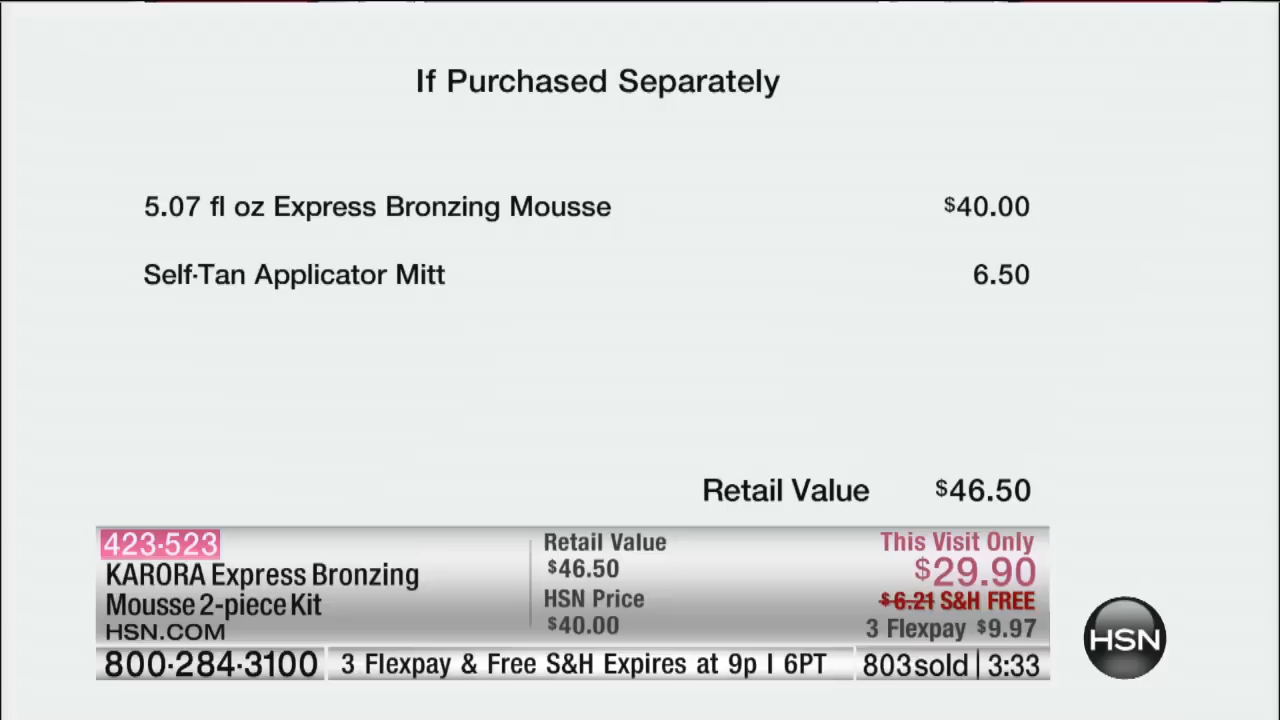 If Purchased Separately
5.07 fl oz Express Bronzing Mousse $40.00
Self-Tan Applicator Mitt 6.50
Retail Value $46.50
423-523
KARORA Express Bronzing
Mousse 2-piece Kit
HSN.COM
Retail Value
$46.50
HSN Price
$40.00
This Visit Only
$29.90
$6.21 S&H FREE
3 Flexpay $9.97
800-284-3100
3 Flexpay & Free S&H Expires at 9p | 6PT
803 sold | 3:33
HSN